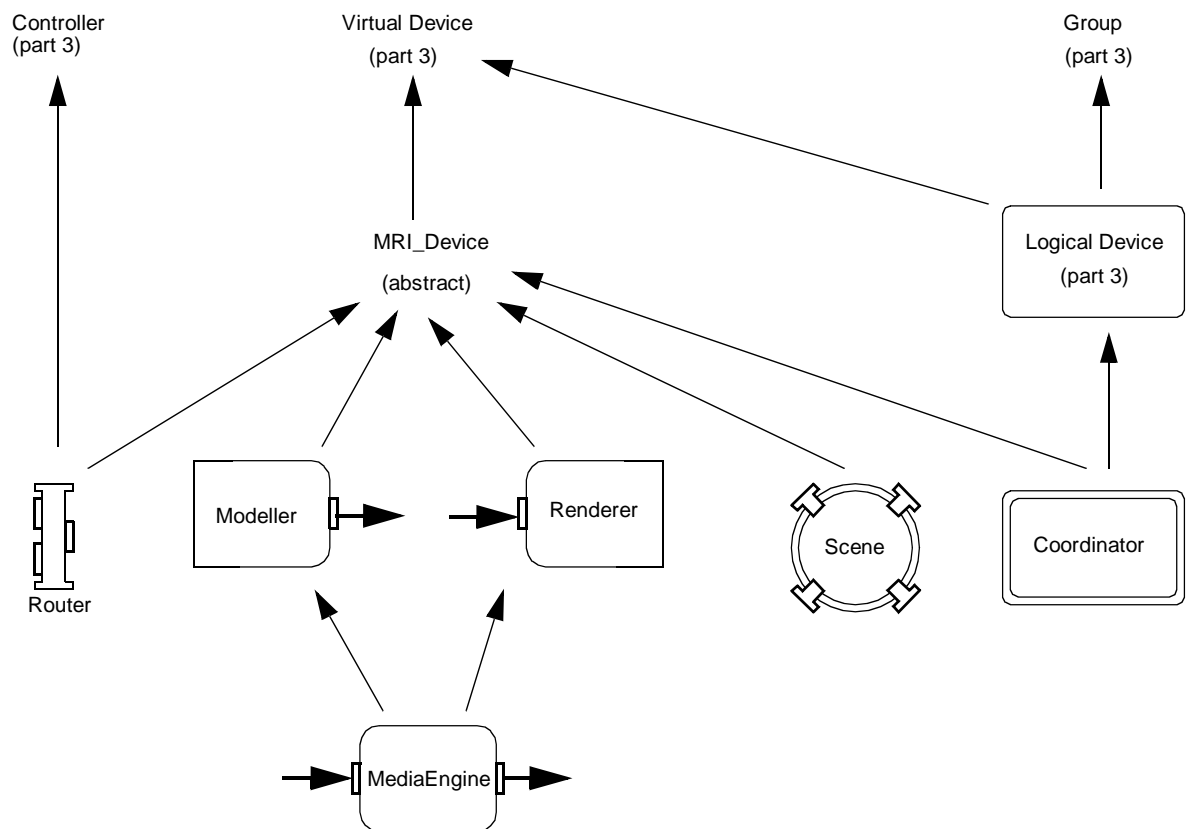 Controller
(part 3)
Virtual Device
(part 3)
Group
(part 3)
MRI_Device
(abstract)
Logical Device
(part 3)
Modeller
Renderer
Scene
Coordinator
Router
MediaEngine